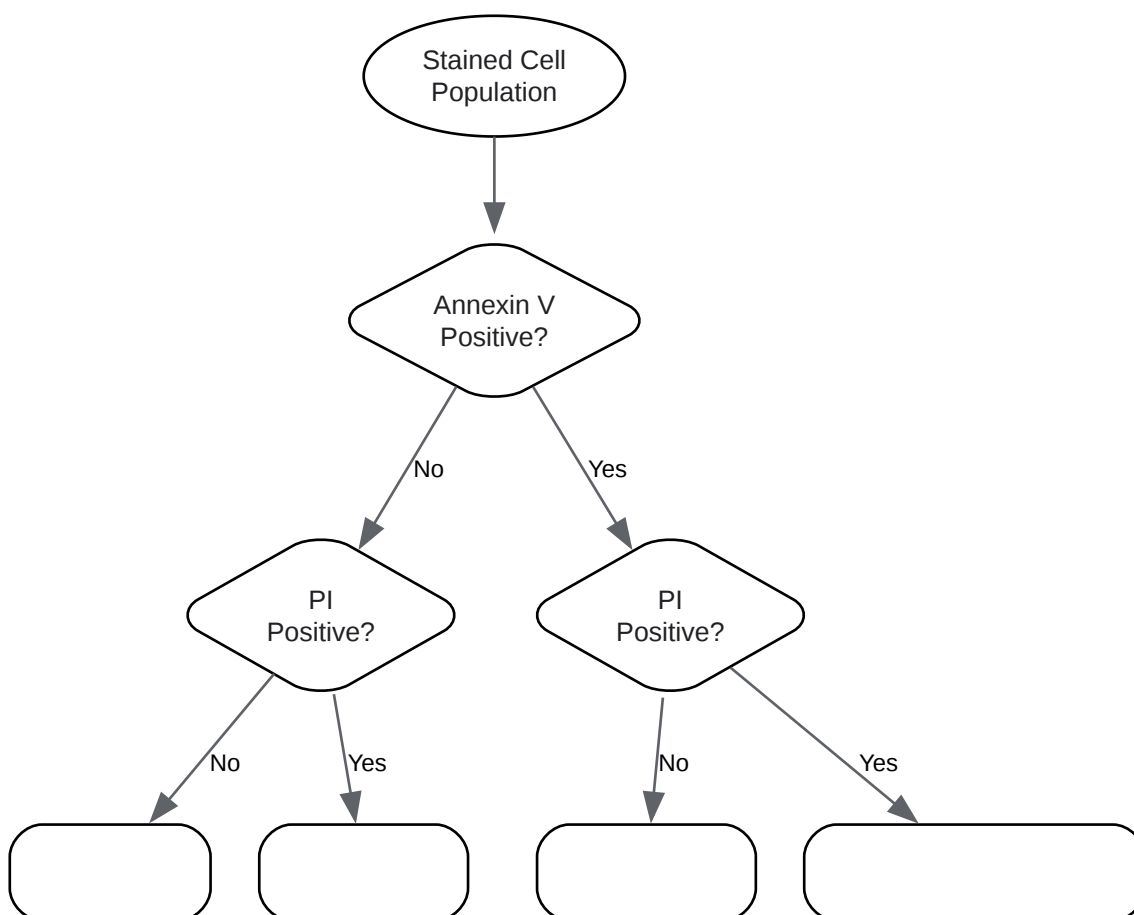 Stained Cell
Population
Annexin V
Positive?
No
Yes
PI
Positive?
PI
Positive?
No
Yes
No
Yes